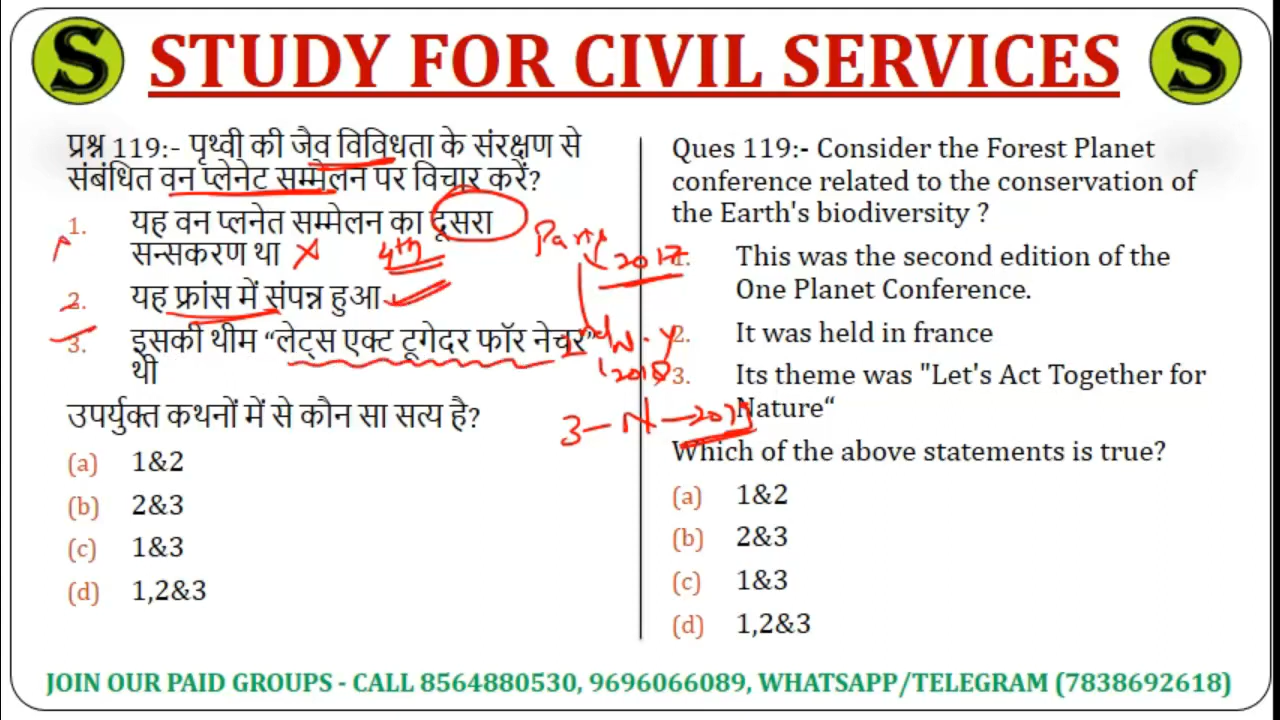 S STUDY FOR CIVIL SERVICES S
प्रश्न 119:- पृथ्वी की जैव विविधता के संरक्षण से
संबंधित वन प्लेनेट सम्मेलन पर विचार करें?
1. यह वन प्लनेत सम्मेलन का दूसरा
सन्सकरण था
4th
2. यह फ्रांस में संपन्न हुआ
3. इसकी थीम “लेट्स एक्ट टूगेदर फॉर नेचर”
थी
उपर्युक्त कथनों में से कौन सा सत्य है?
(a) 1&2
(b) 2&3
(c) 1&3
(d) 1,2&3
2017
N.Y
2018
3 - N -
Ques 119:- Consider the Forest Planet
conference related to the conservation of
the Earth's biodiversity ?
1. This was the second edition of the
One Planet Conference.
2. It was held in france
3. Its theme was "Let's Act Together for
Nature“
Which of the above statements is true?
(a) 1&2
(b) 2&3
(c) 1&3
(d) 1,2&3
JOIN OUR PAID GROUPS - CALL 8564880530, 9696066089, WHATSAPP/TELEGRAM (7838692618)